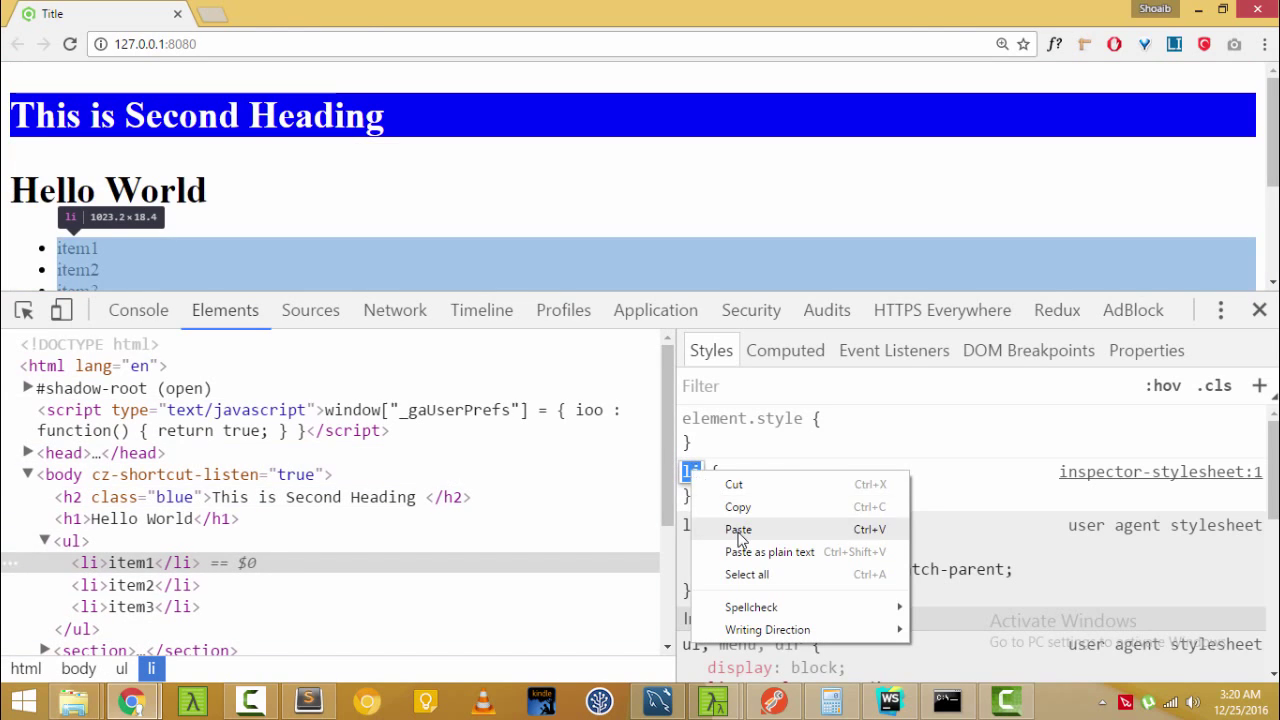 Title
Shoaib
127.0.0.1:8080
f?
This is Second Heading
Hello World
li 1023.2×18.4
item1
item2
Console Elements Sources Network Timeline Profiles Application Security Audits HTTPS Everywhere Redux AdBlock
<!DOCTYPE html>
<html lang="en">
#shadow-root (open)
<script type="text/javascript">window["_gaUserPrefs"] = { ioo :
function() { return true; } }</script>
<head>…</head>
<body cz-shortcut-listen="true">
<h2 class="blue">This is Second Heading </h2>
<h1>Hello World</h1>
<ul>
<li>item1</li> == $0
<li>item2</li>
<li>item3</li>
</ul>
<section>…</section>
html body ul li
Styles Computed Event Listeners DOM Breakpoints Properties
Filter :hov .cls +
element.style {
}
li { inspector-stylesheet:1
}
user agent stylesheet
tch-parent;
}
Cut Ctrl+X
Copy Ctrl+C
Paste Ctrl+V
Paste as plain text Ctrl+Shift+V
Select all Ctrl+A
Spellcheck
Writing Direction
Activate Windows
Go to PC settings to activate Windows.
ul, menu, dir { user agent stylesheet
display: block;
3:20 AM
12/25/2016